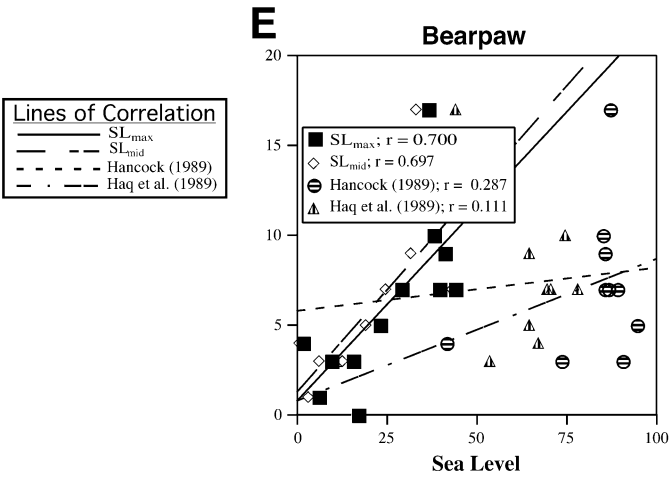 E
Bearpaw
Lines of Correlation
SLmax
SLmid
Hancock (1989)
Haq et al. (1989)
20
15
10
5
0
SLmax; r = 0.700
SLmid; r = 0.697
Hancock (1989); r = 0.287
Haq et al. (1989); r = 0.111
0 25 50 75 100
Sea Level